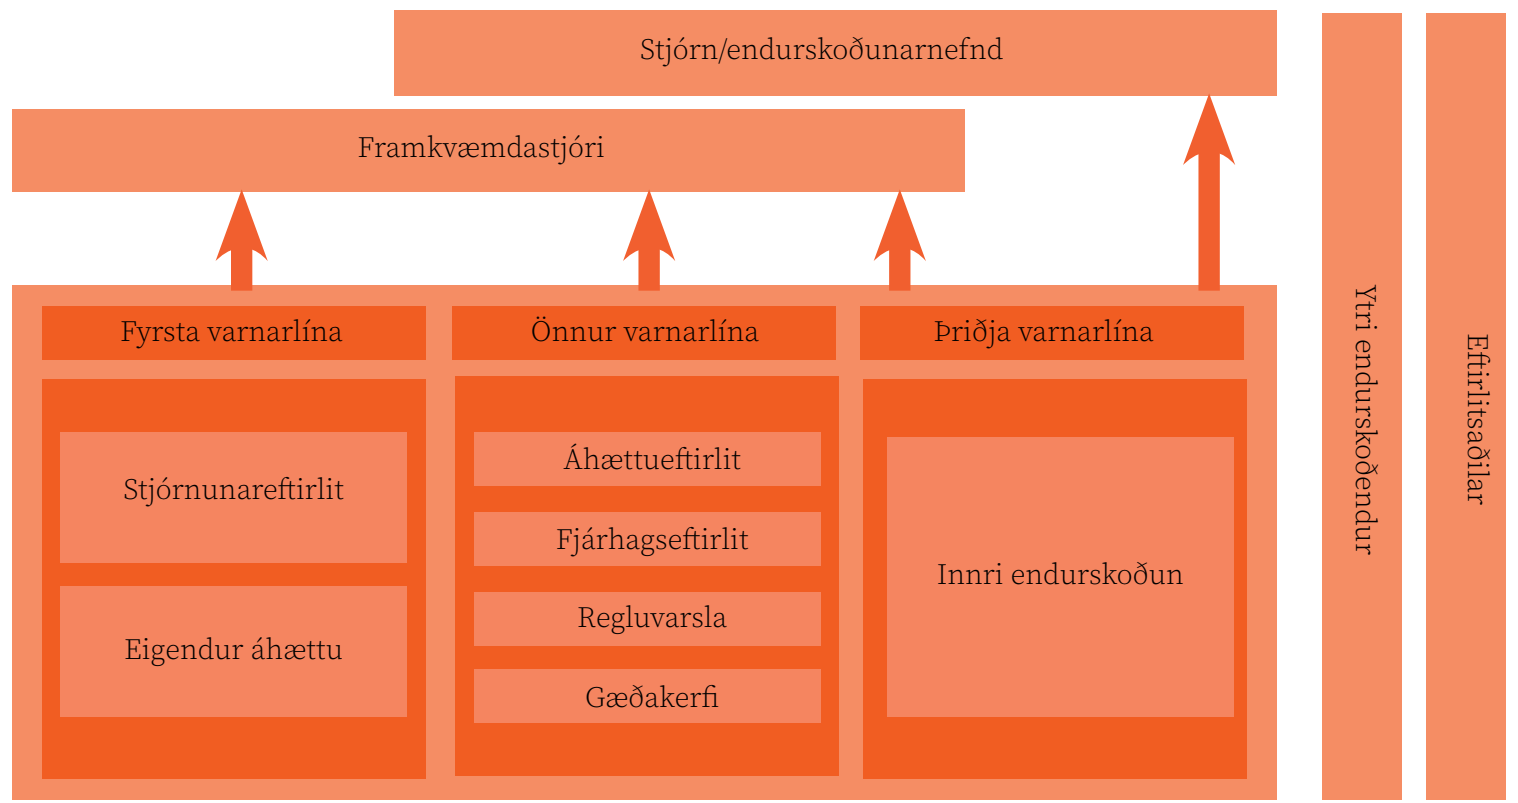 Stjórn/endurskoðunarnefnd
Framkvæmdastjóri
Fyrsta varnarlína
Stjórnunareftirlit
Eigendur áhættu
Önnur varnarlína
Áhættueftirlit
Fjárhagseftirlit
Regluvarsla
Gæðakerfi
Þriðja varnarlína
Innri endurskoðun
Ytri endurskoðendur
Eftirlitsaðilar